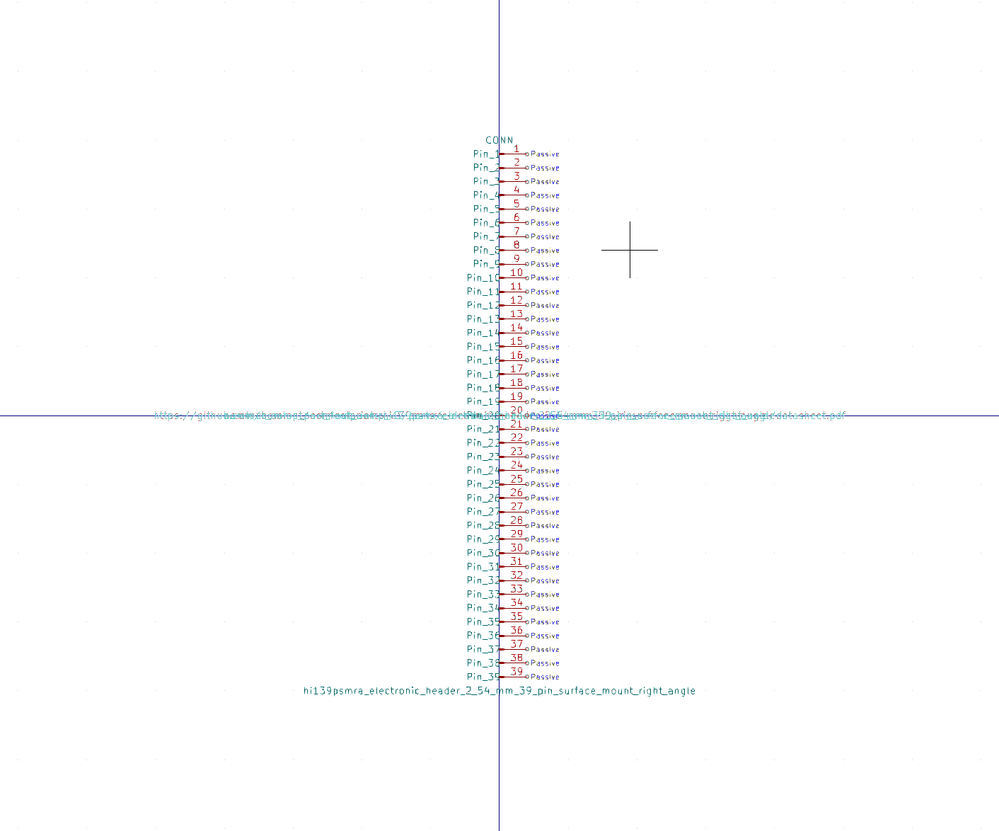 CONN
Pin_1 1 Passive
Pin_2 2 Passive
Pin_3 3 Passive
Pin_4 4 Passive
Pin_5 5 Passive
Pin_6 6 Passive
Pin_7 7 Passive
Pin_8 8 Passive
Pin_9 9 Passive
Pin_10 10 Passive
Pin_11 11 Passive
Pin_12 12 Passive
Pin_13 13 Passive
Pin_14 14 Passive
Pin_15 15 Passive
Pin_16 16 Passive
Pin_17 17 Passive
Pin_18 18 Passive
Pin_19 19 Passive
20
Pin_21 21 Passive
Pin_22 22 Passive
Pin_23 23 Passive
Pin_24 24 Passive
Pin_25 25 Passive
Pin_26 26 Passive
Pin_27 27 Passive
Pin_28 28 Passive
Pin_29 29 Passive
Pin_30 30 Passive
Pin_31 31 Passive
Pin_32 32 Passive
Pin_33 33 Passive
Pin_34 34 Passive
Pin_35 35 Passive
Pin_36 36 Passive
Pin_37 37 Passive
Pin_38 38 Passive
Pin_39 39 Passive
hi139psmra_electronic_header_2_54_mm_39_pin_surface_mount_right_angle